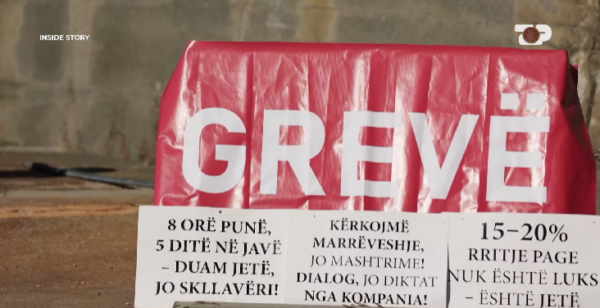 INSIDE STORY
GREVË
8 ORË PUNË,
5 DITË NË JAVË
– DUAM JETË,
JO SKLLAVËRI!
KËRKOJMË
MARRËVESHJE,
JO MASHTRIME!
DIALOG, JO DIKTAT
NGA KOMPANIA!
15–20%
RRITJE PAGE
NUK ËSHTË LUKS
– ËSHTË JETË